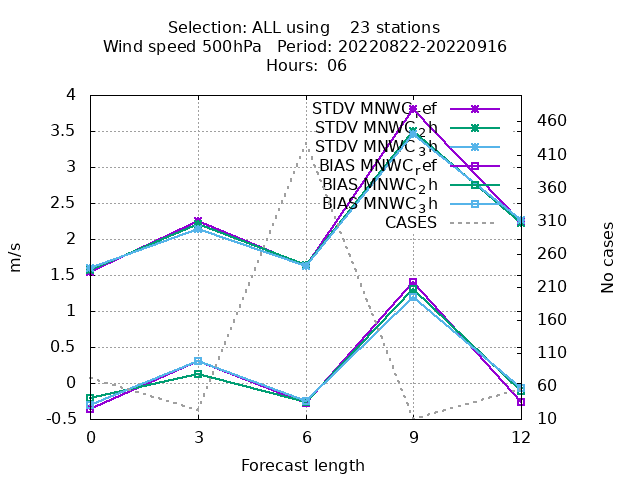 Selection: ALL using    23 stations
Wind speed 500hPa   Period: 20220822-20220916
Hours: 06
4
3.5
3
2.5
2
1.5
1
0.5
0
-0.5
m/s
STDV MNWC_ref
STDV MNWC_2h
STDV MNWC_3h
BIAS MNWC_ref
BIAS MNWC_2h
BIAS MNWC_3h
CASES
460
410
360
310
260
210
160
110
60
10
No cases
0 3 6 9 12
Forecast length